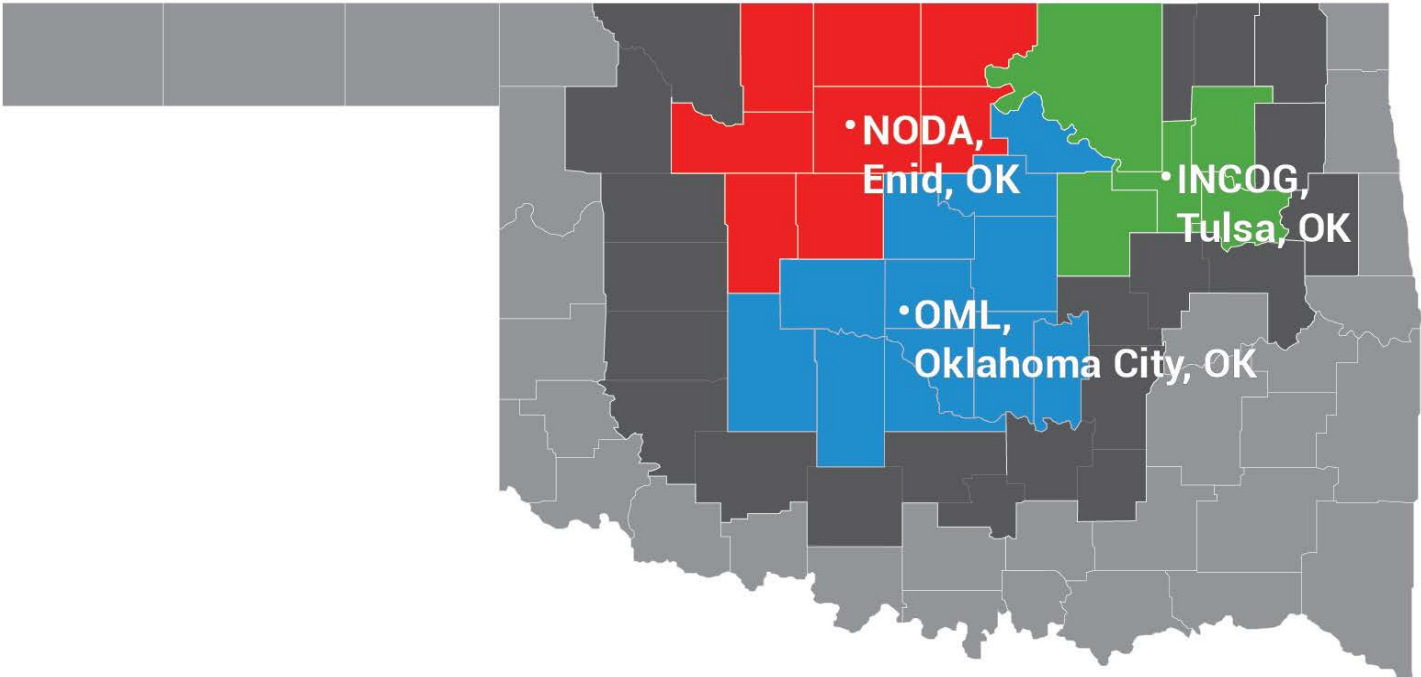 NODA,
Enid, OK
INCOG,
Tulsa, OK
OML,
Oklahoma City, OK